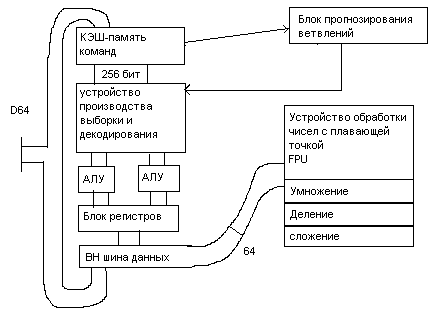 КЭШ-память
команд
Блок прогнозирования
ветвлений
256 бит
D64
устройство
производства
выборки и
декодирования
Устройство обработки
чисел с плавающей
точкой
FPU
АЛУ
АЛУ
Умножение
Блок регистров
Деление
сложение
ВН шина данных
64